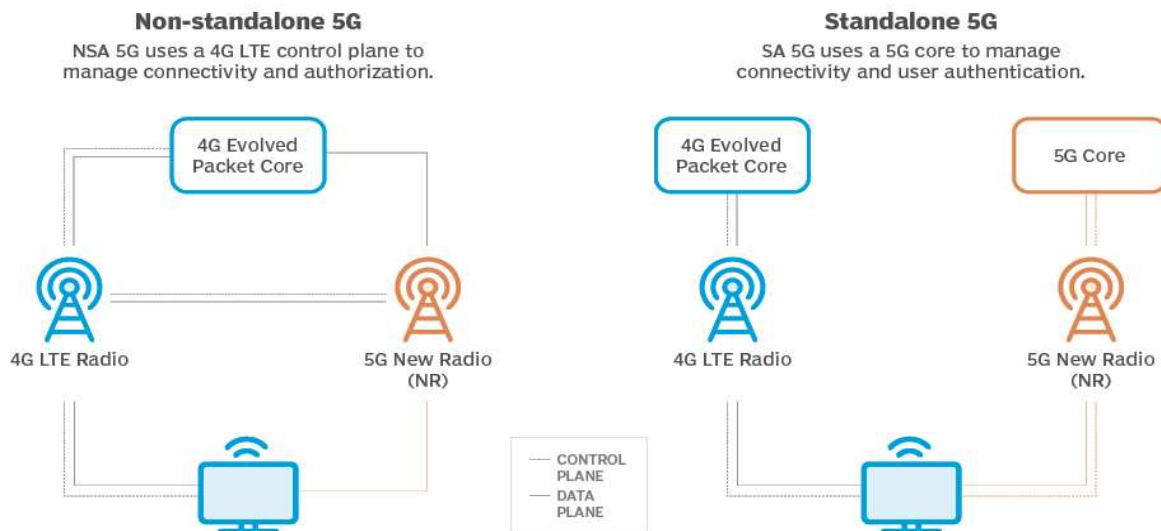 Non-standalone 5G
NSA 5G uses a 4G LTE control plane to
manage connectivity and authorization.
4G Evolved
Packet Core
4G LTE Radio
5G New Radio
(NR)
Standalone 5G
SA 5G uses a 5G core to manage
connectivity and user authentication.
4G Evolved
Packet Core
5G Core
4G LTE Radio
5G New Radio
(NR)
CONTROL
PLANE
DATA
PLANE